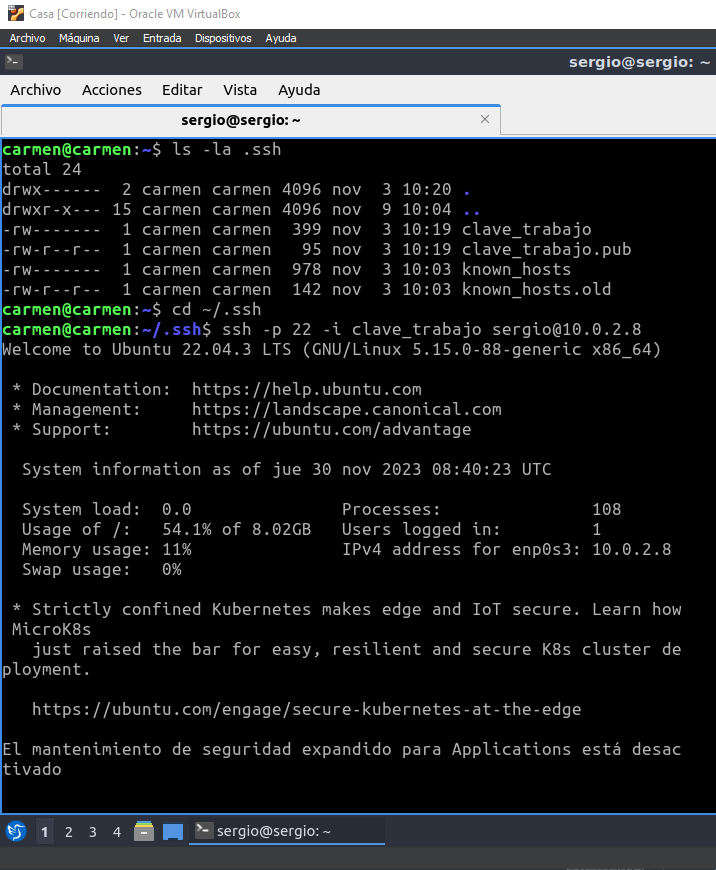 Casa [Corriendo] - Oracle VM VirtualBox
Archivo Máquina Ver Entrada Dispositivos Ayuda
sergio@sergio: ~
Archivo Acciones Editar Vista Ayuda
sergio@sergio: ~
carmen@carmen:~$ ls -la .ssh
total 24
drwx------  2 carmen carmen 4096 nov  3 10:20 .
drwxr-x--- 15 carmen carmen 4096 nov  9 10:04 ..
-rw-------  1 carmen carmen  399 nov  3 10:19 clave_trabajo
-rw-r--r--  1 carmen carmen   95 nov  3 10:19 clave_trabajo.pub
-rw-------  1 carmen carmen  978 nov  3 10:03 known_hosts
-rw-r--r--  1 carmen carmen  142 nov  3 10:03 known_hosts.old
carmen@carmen:~$ cd ~/.ssh
carmen@carmen:~/.ssh$ ssh -p 22 -i clave_trabajo sergio@10.0.2.8
Welcome to Ubuntu 22.04.3 LTS (GNU/Linux 5.15.0-88-generic x86_64)
* Documentation:  https://help.ubuntu.com
* Management:     https://landscape.canonical.com
* Support:        https://ubuntu.com/advantage
System information as of jue 30 nov 2023 08:40:23 UTC
System load:  0.0               Processes:               108
Usage of /:   54.1% of 8.02GB   Users logged in:         1
Memory usage: 11%               IPv4 address for enp0s3: 10.0.2.8
Swap usage:   0%
* Strictly confined Kubernetes makes edge and IoT secure. Learn how
MicroK8s
just raised the bar for easy, resilient and secure K8s cluster de
ployment.
https://ubuntu.com/engage/secure-kubernetes-at-the-edge
El mantenimiento de seguridad expandido para Applications está desac
tivado
1 2 3 4 sergio@sergio: ~